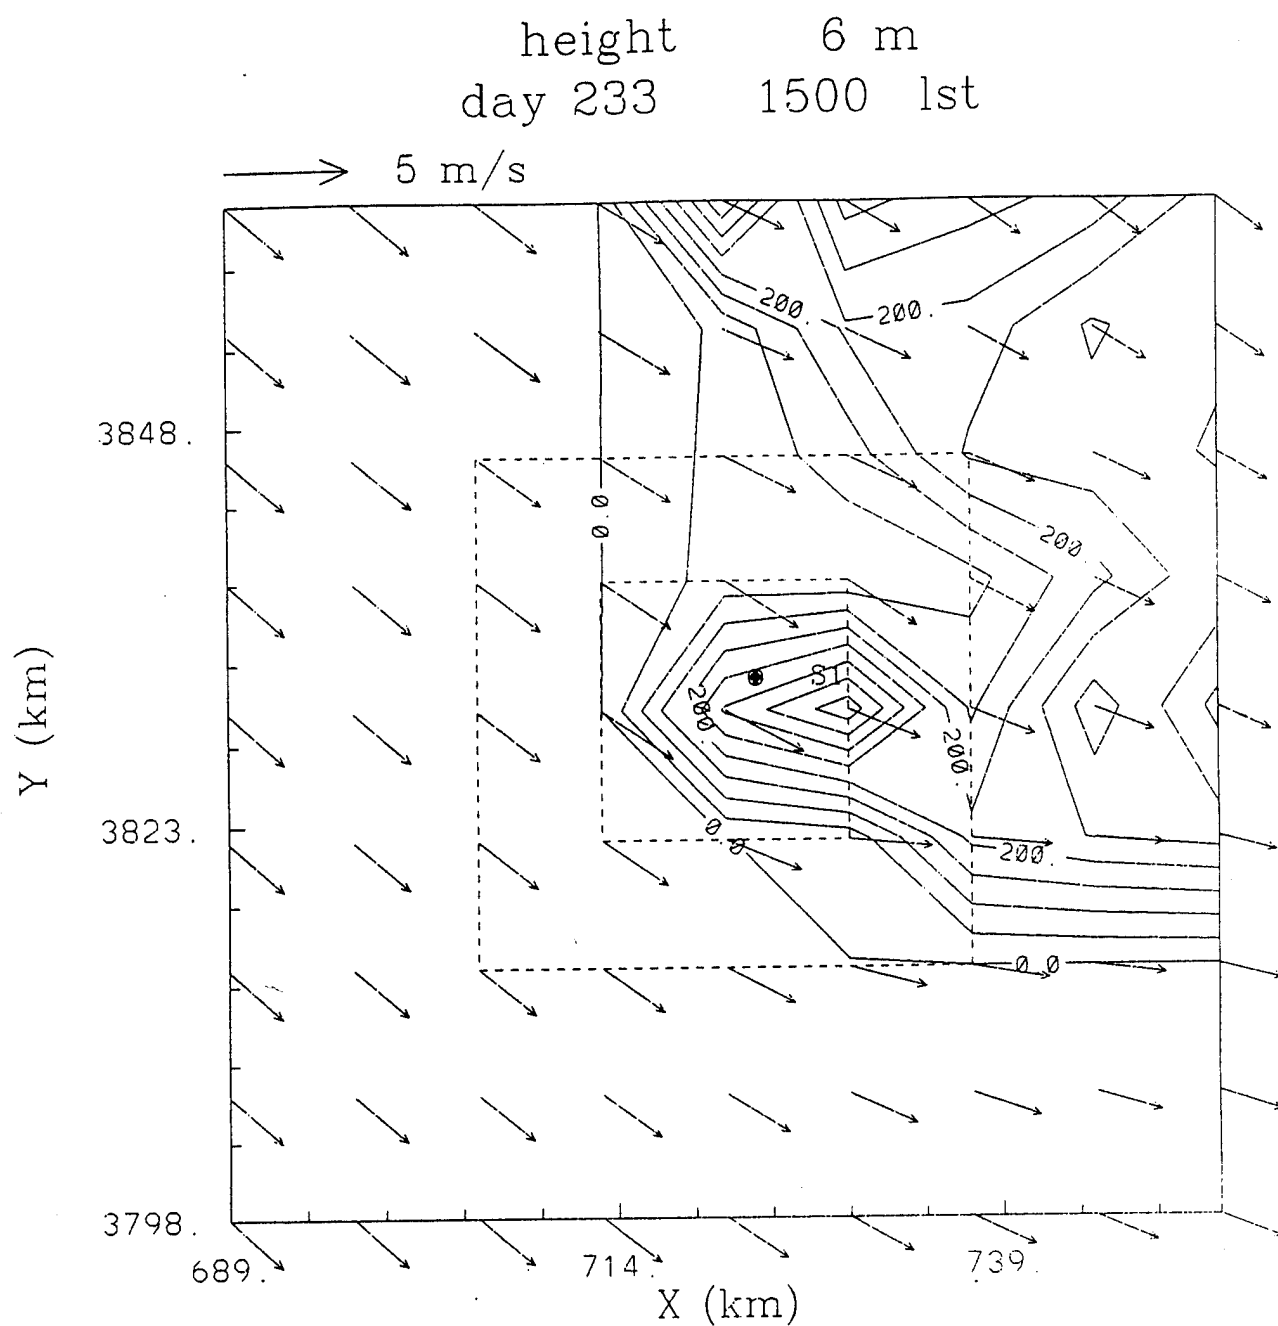 height 6 m
day 233 1500 lst
5 m/s
200.
200.
3848.
0.0
200
S1
200.
200.
Y (km)
3823.
0.0
200.
0.0
3798.
689. 714. 739.
X (km)